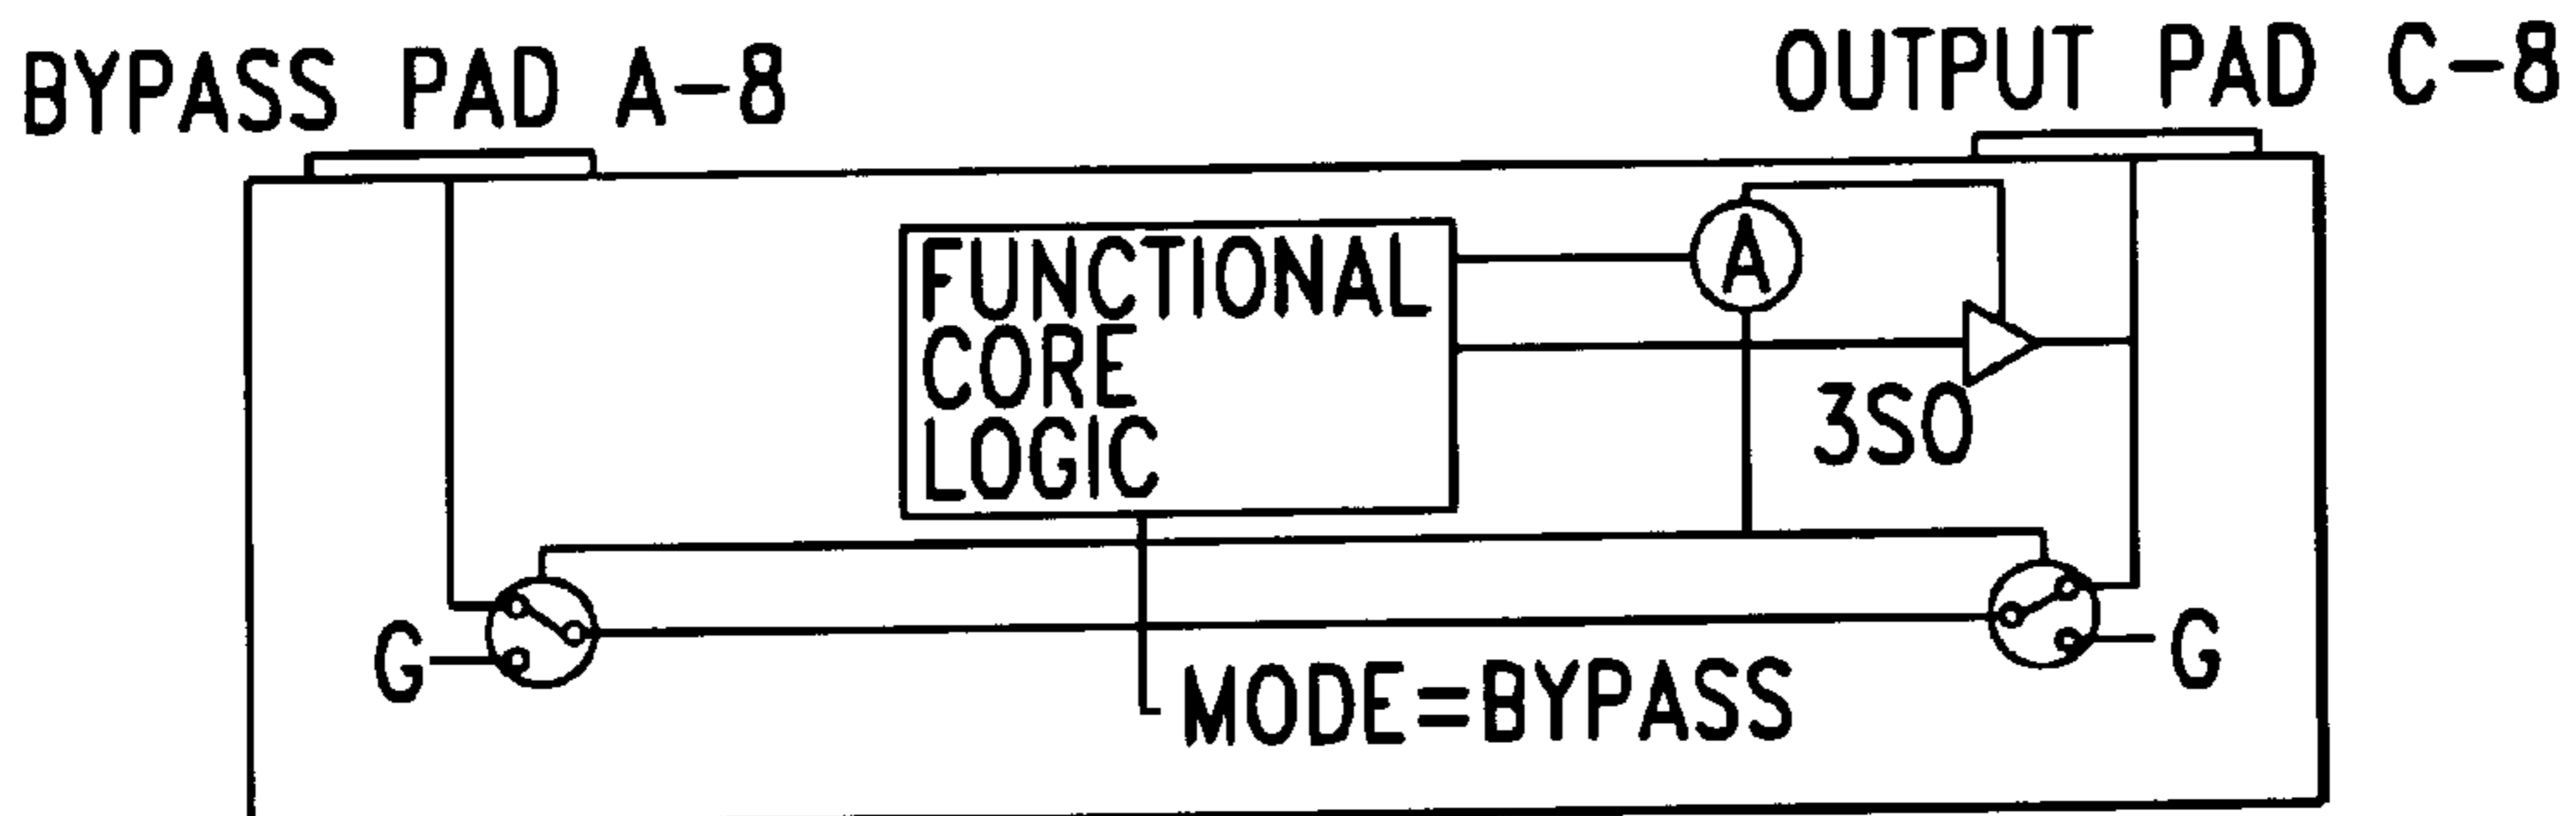 BYPASS PAD A-8
OUTPUT PAD C-8
FUNCTIONAL
CORE
LOGIC
A
3SO
G
G
MODE=BYPASS